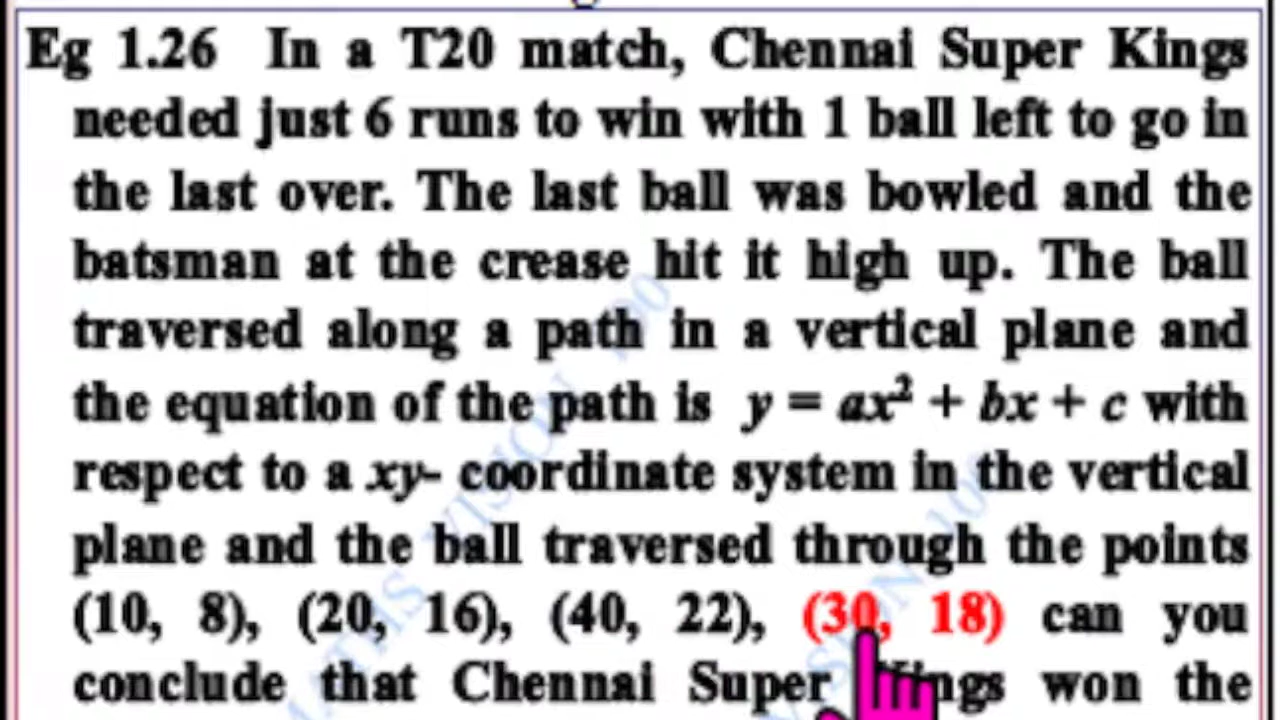 Eg 1.26 In a T20 match, Chennai Super Kings
needed just 6 runs to win with 1 ball left to go in
the last over. The last ball was bowled and the
batsman at the crease hit it high up. The ball
traversed along a path in a vertical plane and
the equation of the path is y = ax² + bx + c with
respect to a xy- coordinate system in the vertical
plane and the ball traversed through the points
(10, 8), (20, 16), (40, 22), (30, 18) can you
conclude that Chennai Super Kings won the